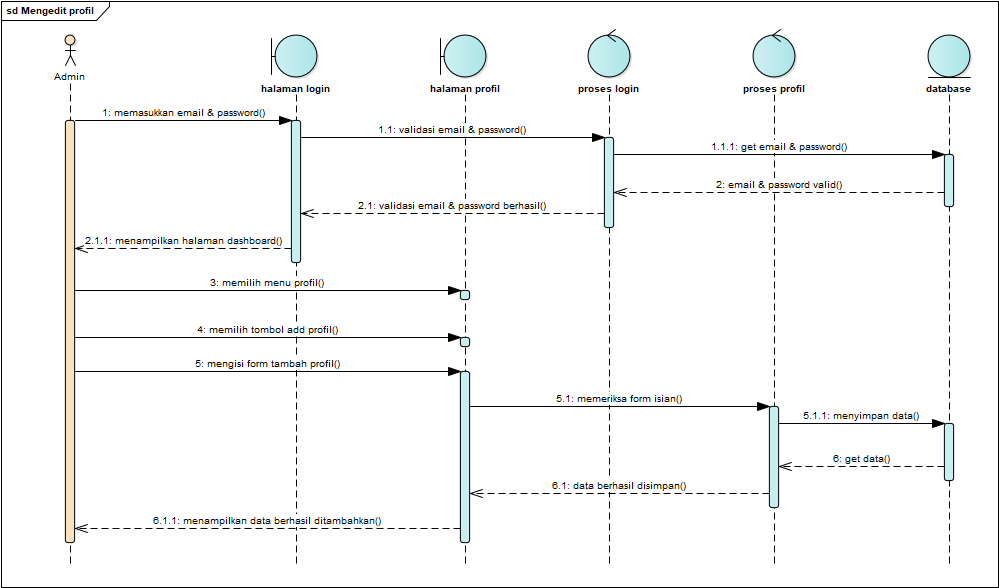 sd Mengedit profil
Admin
halaman login
halaman profil
proses login
proses profil
database
1: memasukkan email & password()
1.1: validasi email & password()
1.1.1: get email & password()
2: email & password valid()
2.1: validasi email & password berhasil()
2.1.1: menampilkan halaman dashboard()
3: memilih menu profil()
4: memilih tombol add profil()
5: mengisi form tambah profil()
5.1: memeriksa form isian()
5.1.1: menyimpan data()
6: get data()
6.1: data berhasil disimpan()
6.1.1: menampilkan data berhasil ditambahkan()